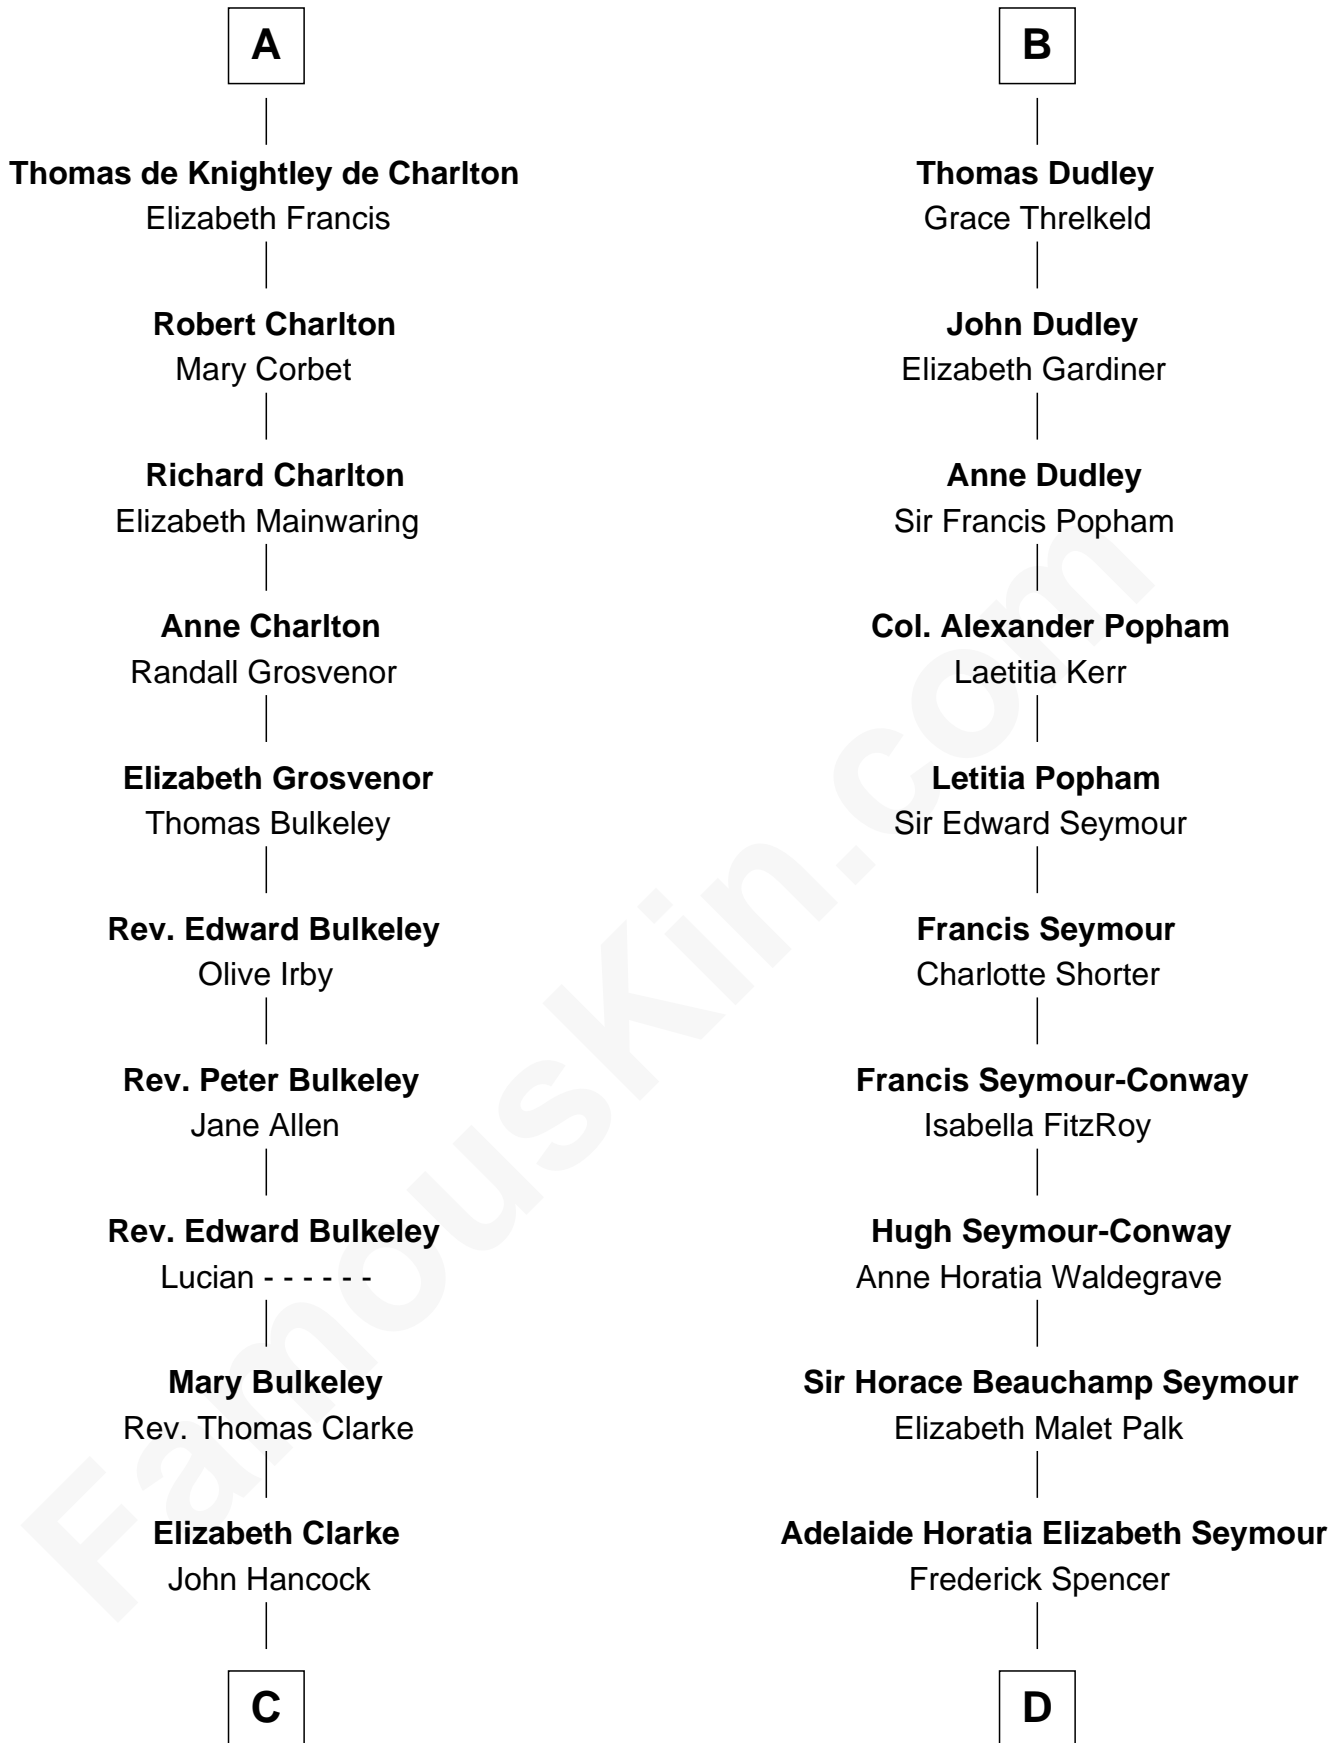 A
Thomas de Knightley de Charlton
Elizabeth Francis
Robert Charlton
Mary Corbet
Richard Charlton
Elizabeth Mainwaring
Anne Charlton
Randall Grosvenor
Elizabeth Grosvenor
Thomas Bulkeley
Rev. Edward Bulkeley
Olive Irby
Rev. Peter Bulkeley
Jane Allen
Rev. Edward Bulkeley
Lucian - - - - - -
Mary Bulkeley
Rev. Thomas Clarke
Elizabeth Clarke
John Hancock
C
B
Thomas Dudley
Grace Threlkeld
John Dudley
Elizabeth Gardiner
Anne Dudley
Sir Francis Popham
Col. Alexander Popham
Laetitia Kerr
Letitia Popham
Sir Edward Seymour
Francis Seymour
Charlotte Shorter
Francis Seymour-Conway
Isabella FitzRoy
Hugh Seymour-Conway
Anne Horatia Waldegrave
Sir Horace Beauchamp Seymour
Elizabeth Malet Palk
Adelaide Horatia Elizabeth Seymour
Frederick Spencer
D
FamousKin.com